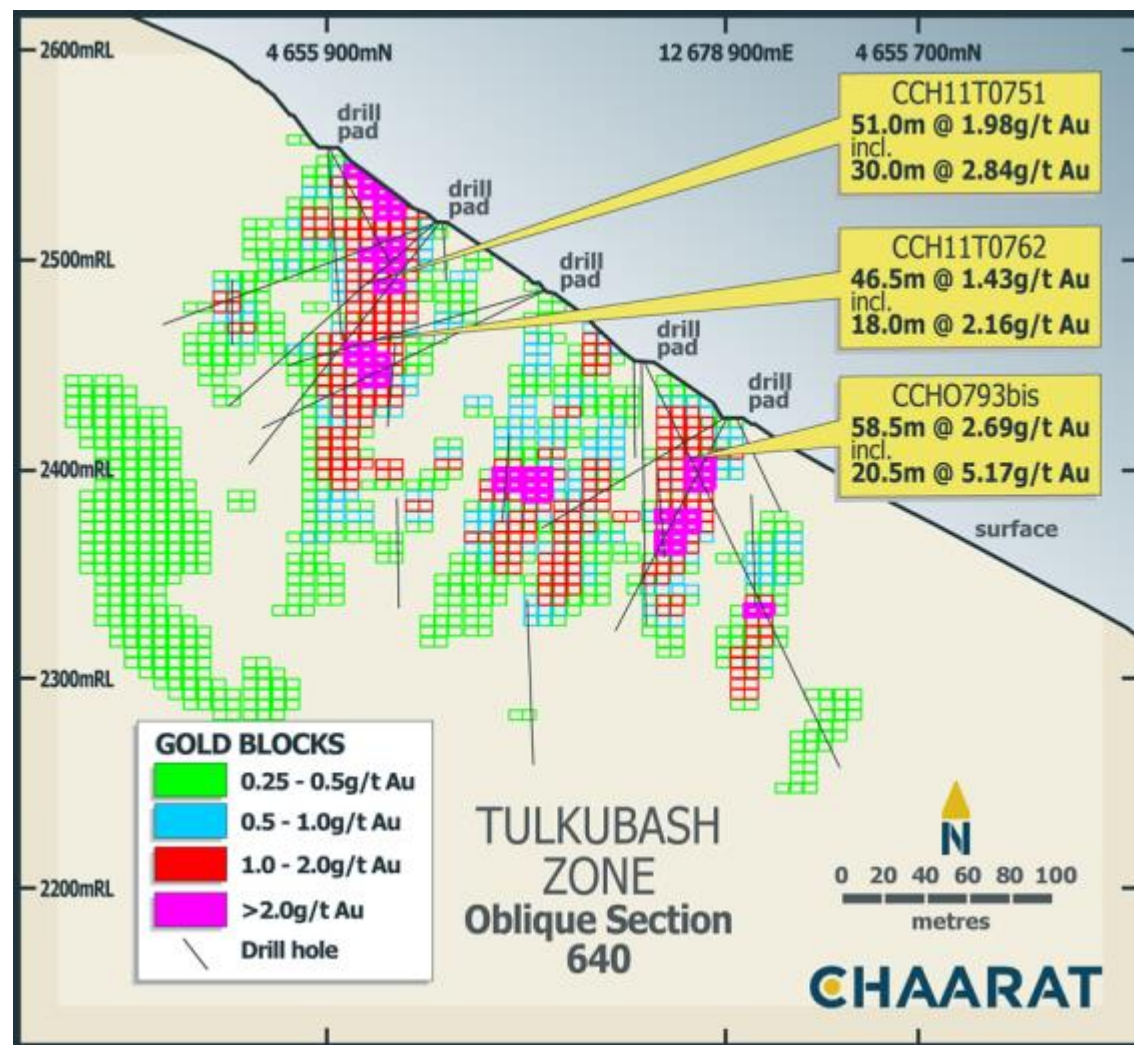 2600mRL
4 655 900mN
12 678 900mE
4 655 700mN
drill
pad
drill
pad
drill
pad
drill
pad
drill
pad
CCH11T0751
51.0m @ 1.98g/t Au
incl.
30.0m @ 2.84g/t Au
2500mRL
CCH11T0762
46.5m @ 1.43g/t Au
incl.
18.0m @ 2.16g/t Au
CCHO793bis
58.5m @ 2.69g/t Au
incl.
20.5m @ 5.17g/t Au
2400mRL
surface
2300mRL
GOLD BLOCKS
0.25 - 0.5g/t Au
0.5 - 1.0g/t Au
1.0 - 2.0g/t Au
>2.0g/t Au
Drill hole
2200mRL
TULKUBASH
ZONE
Oblique Section
640
N
0 20 40 60 80 100
metres
CHAARAT